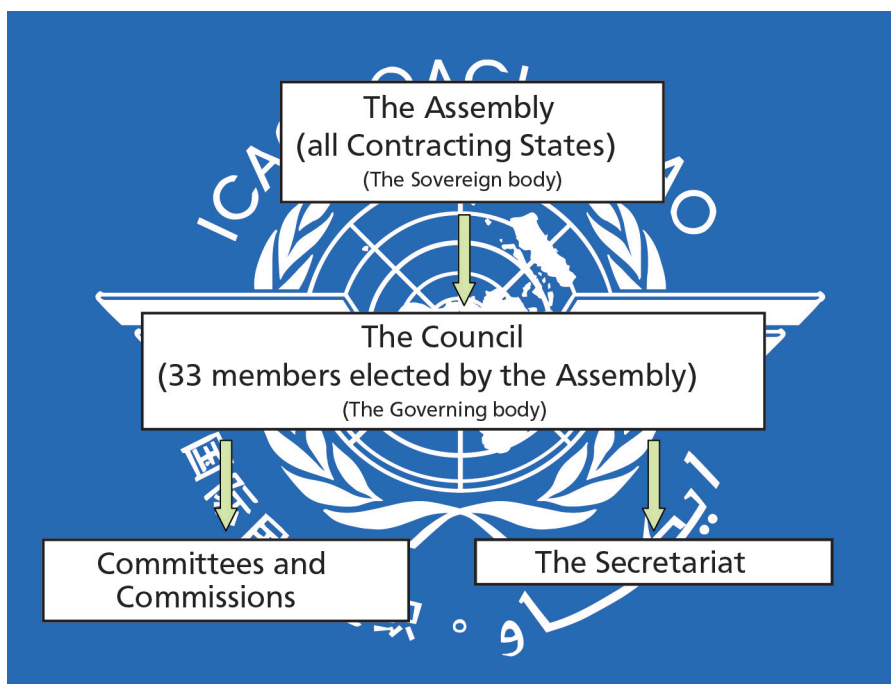 The Assembly
(all Contracting States)
(The Sovereign body)
The Council
(33 members elected by the Assembly)
(The Governing body)
Committees and
Commissions
The Secretariat